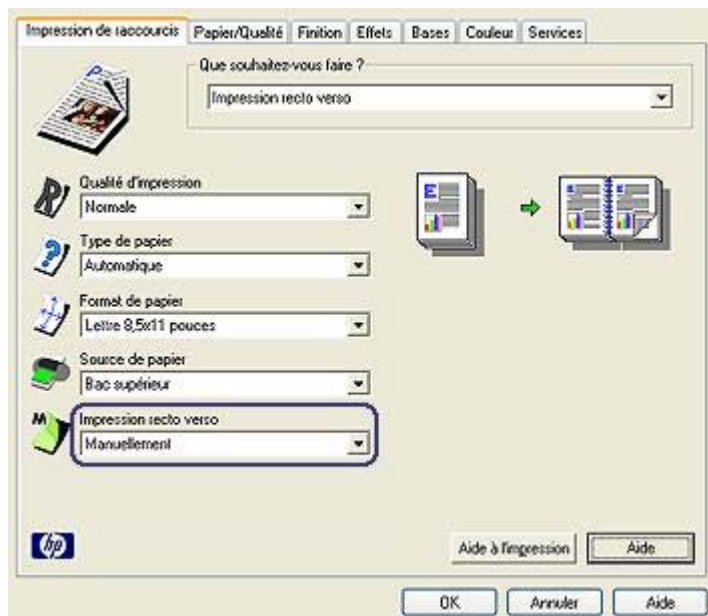 Impression de raccourcis Papier/Qualité Finition Effets Bases Couleur Services
Que souhaitez-vous faire ?
Impression recto verso
Qualité d'impression
Normale
Type de papier
Automatique
Format de papier
Lettre 8,5x11 pouces
Source de papier
Bac supérieur
Impression recto verso
Manuellement
hp
Aide à l'impression Aide
OK Annuler Aide